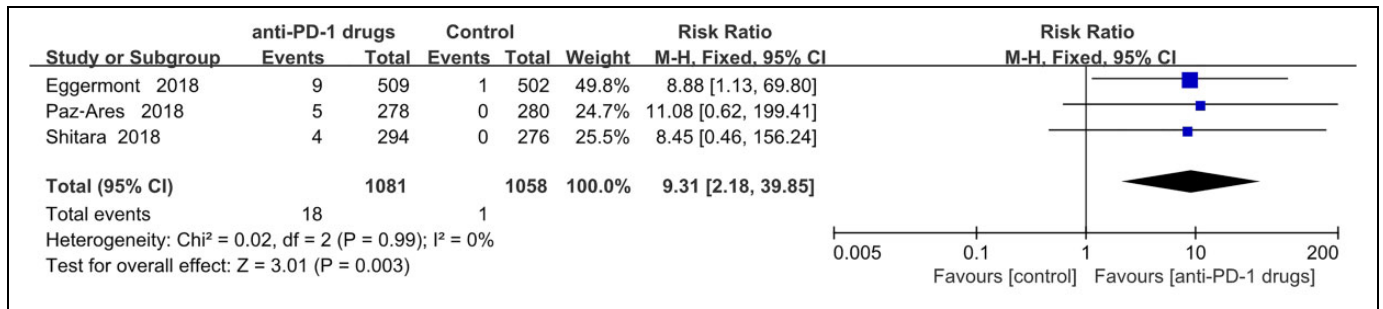 anti-PD-1 drugs Control Risk Ratio Risk Ratio
Study or Subgroup Events Total Events Total Weight M-H, Fixed, 95% CI M-H, Fixed, 95% CI
Eggermont 2018 9 509 1 502 49.8% 8.88 [1.13, 69.80]
Paz-Ares 2018 5 278 0 280 24.7% 11.08 [0.62, 199.41]
Shitara 2018 4 294 0 276 25.5% 8.45 [0.46, 156.24]
Total (95% CI) 1081 1058 100.0% 9.31 [2.18, 39.85]
Total events 18 1
Heterogeneity: Chi² = 0.02, df = 2 (P = 0.99); I² = 0%
Test for overall effect: Z = 3.01 (P = 0.003)
0.005 0.1 1 10 200
Favours [control] Favours [anti-PD-1 drugs]